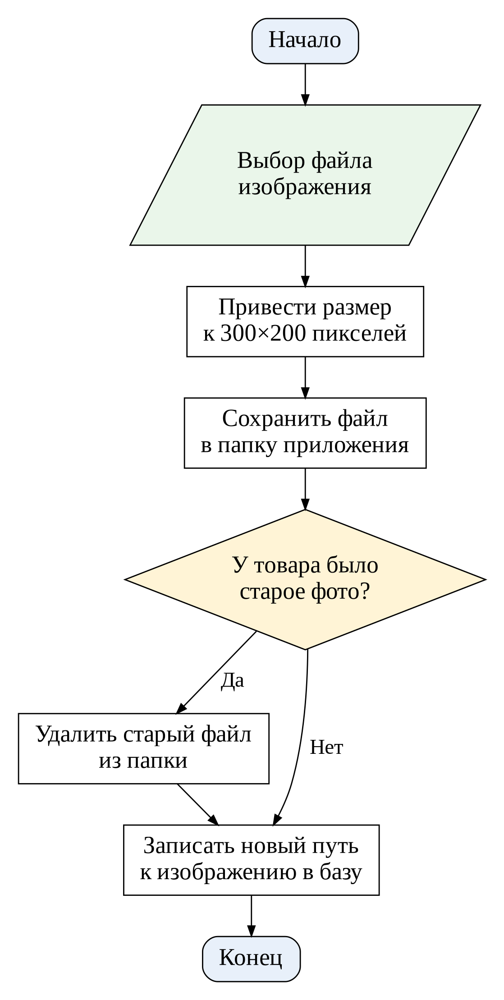 Начало
Выбор файла
изображения
Привести размер
к 300×200 пикселей
Сохранить файл
в папку приложения
У товара было
старое фото?
Да
Удалить старый файл
из папки
Нет
Записать новый путь
к изображению в базу
Конец